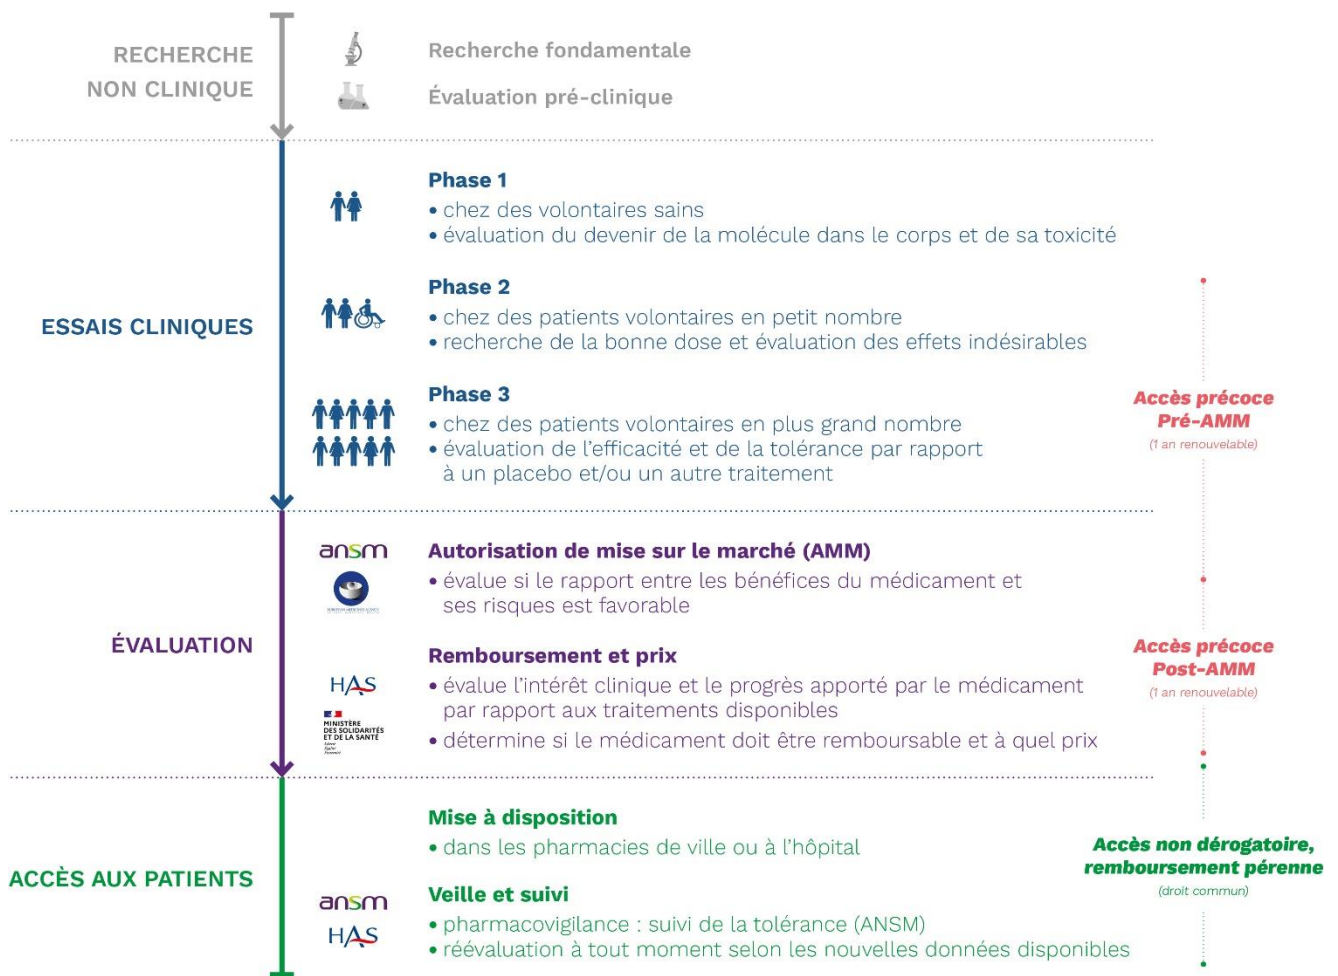 RECHERCHE
NON CLINIQUE
Recherche fondamentale
Évaluation pré-clinique
ESSAIS CLINIQUES
Phase 1
• chez des volontaires sains
• évaluation du devenir de la molécule dans le corps et de sa toxicité
Phase 2
• chez des patients volontaires en petit nombre
• recherche de la bonne dose et évaluation des effets indésirables
Phase 3
• chez des patients volontaires en plus grand nombre
• évaluation de l'efficacité et de la tolérance par rapport
à un placebo et/ou un autre traitement
Accès précoce
Pré-AMM
(1 an renouvelable)
ÉVALUATION
ansm
Autorisation de mise sur le marché (AMM)
• évalue si le rapport entre les bénéfices du médicament et
ses risques est favorable
EUROPEAN MEDICINES AGENCY
Remboursement et prix
HAS
• évalue l'intérêt clinique et le progrès apporté par le médicament
par rapport aux traitements disponibles
• détermine si le médicament doit être remboursable et à quel prix
MINISTÈRE
DES SOLIDARITÉS
ET DE LA SANTÉ
Liberté
Égalité
Fraternité
Accès précoce
Post-AMM
(1 an renouvelable)
ACCÈS AUX PATIENTS
Mise à disposition
• dans les pharmacies de ville ou à l'hôpital
Veille et suivi
ansm
HAS
• pharmacovigilance : suivi de la tolérance (ANSM)
• réévaluation à tout moment selon les nouvelles données disponibles
Accès non dérogatoire,
remboursement pérenne
(droit commun)